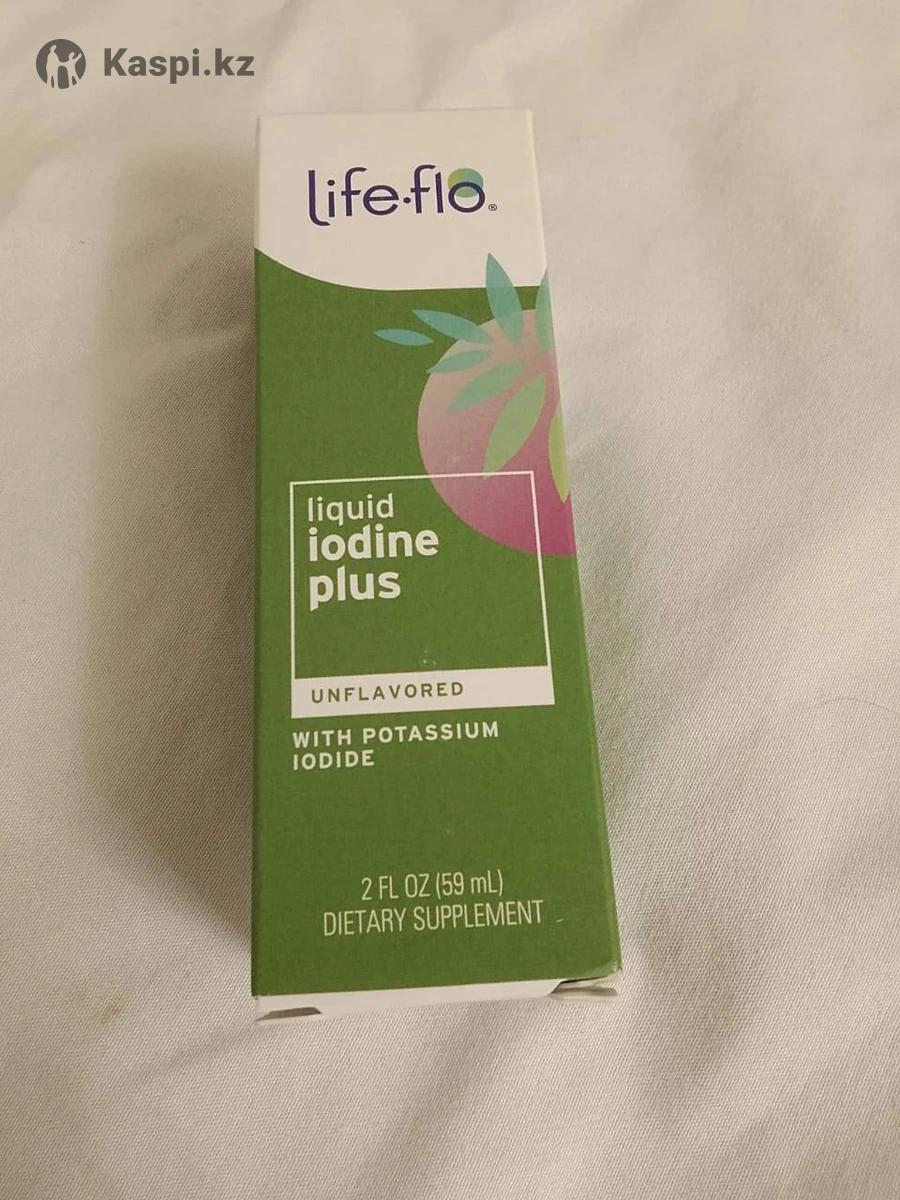 Kaspi.kz
life·flo®
liquid
iodine
plus
UNFLAVORED
WITH POTASSIUM
IODIDE
2 FL OZ (59 mL)
DIETARY SUPPLEMENT